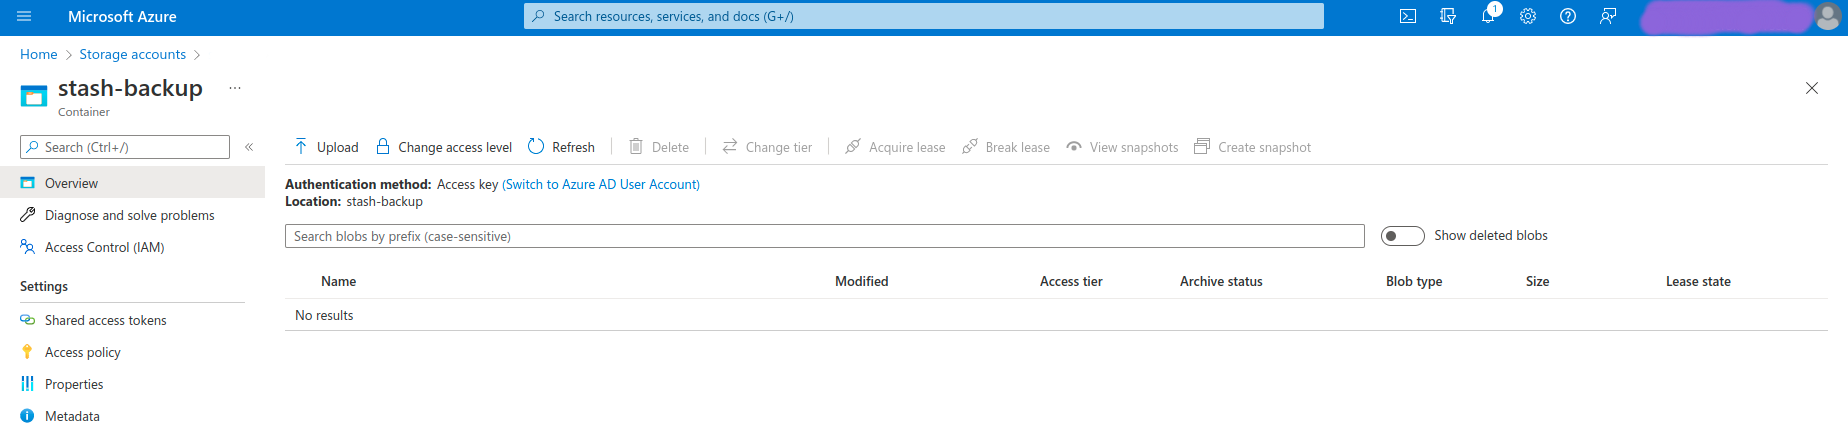 Microsoft Azure
Search resources, services, and docs (G+/)
1
Home > Storage accounts >
stash-backup ...
Container
Search (Ctrl+/) «
Overview
Diagnose and solve problems
Access Control (IAM)
Settings
Shared access tokens
Access policy
Properties
Metadata
Upload Change access level Refresh Delete Change tier Acquire lease Break lease View snapshots Create snapshot
Authentication method: Access key (Switch to Azure AD User Account)
Location: stash-backup
Search blobs by prefix (case-sensitive) Show deleted blobs
Name Modified Access tier Archive status Blob type Size Lease state
No results